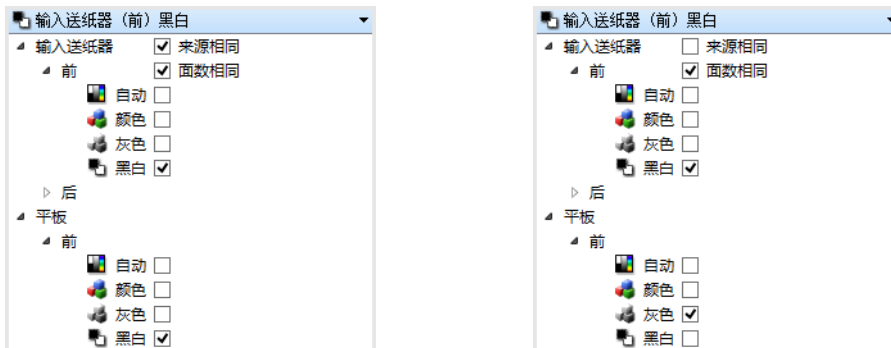 输入送纸器（前）黑白
输入送纸器 来源相同
前 面数相同
自动
颜色
灰色
黑白
后
平板
前
自动
颜色
灰色
黑白
输入送纸器（前）黑白
输入送纸器 来源相同
前 面数相同
自动
颜色
灰色
黑白
后
平板
前
自动
颜色
灰色
黑白